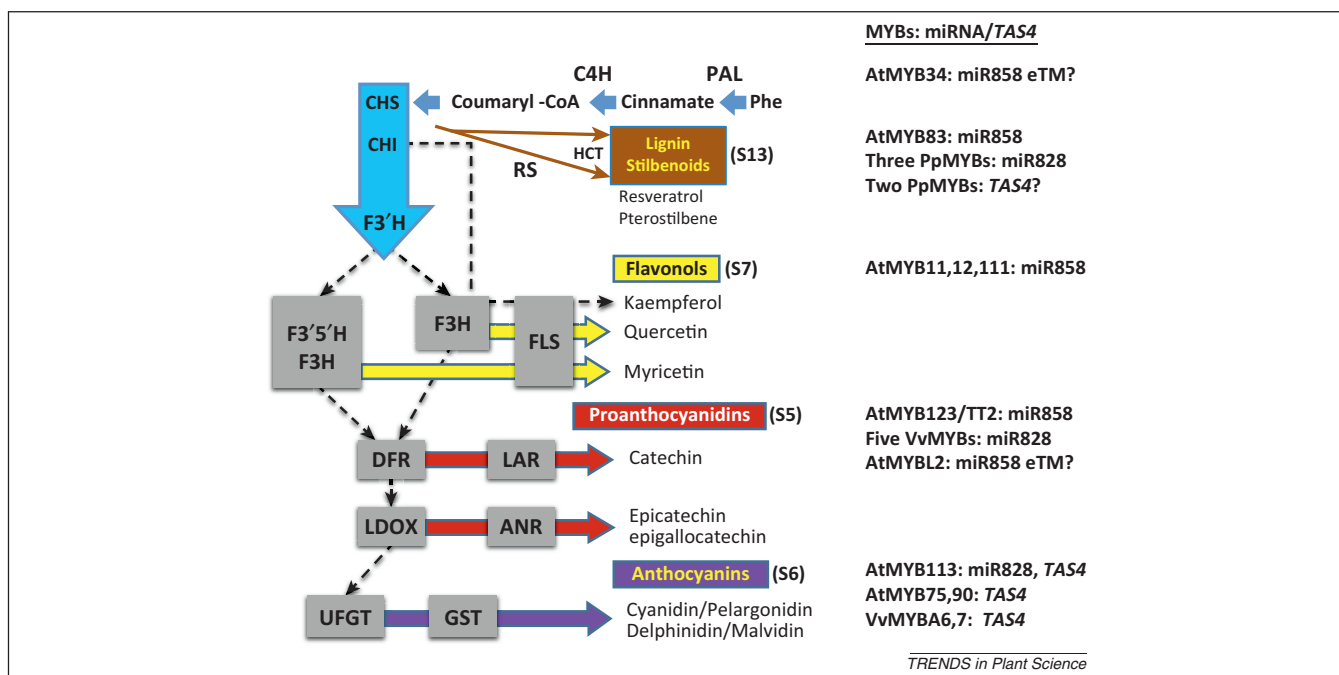 MYBs: miRNA/TAS4
C4H PAL
AtMYB34: miR858 eTM?
CHS Coumaryl -CoA Cinnamate Phe
CHI
HCT
RS
Lignin
Stilbenoids
(S13)
AtMYB83: miR858
Three PpMYBs: miR828
Two PpMYBs: TAS4?
Resveratrol
Pterostilbene
F3′H
Flavonols (S7)
AtMYB11,12,111: miR858
Kaempferol
F3′5′H
F3H
F3H
FLS
Quercetin
Myricetin
Proanthocyanidins (S5)
AtMYB123/TT2: miR858
Five VvMYBs: miR828
AtMYBL2: miR858 eTM?
DFR LAR Catechin
LDOX ANR
Epicatechin
epigallocatechin
Anthocyanins (S6)
AtMYB113: miR828, TAS4
AtMYB75,90: TAS4
VvMYBA6,7: TAS4
UFGT GST
Cyanidin/Pelargonidin
Delphinidin/Malvidin
TRENDS in Plant Science